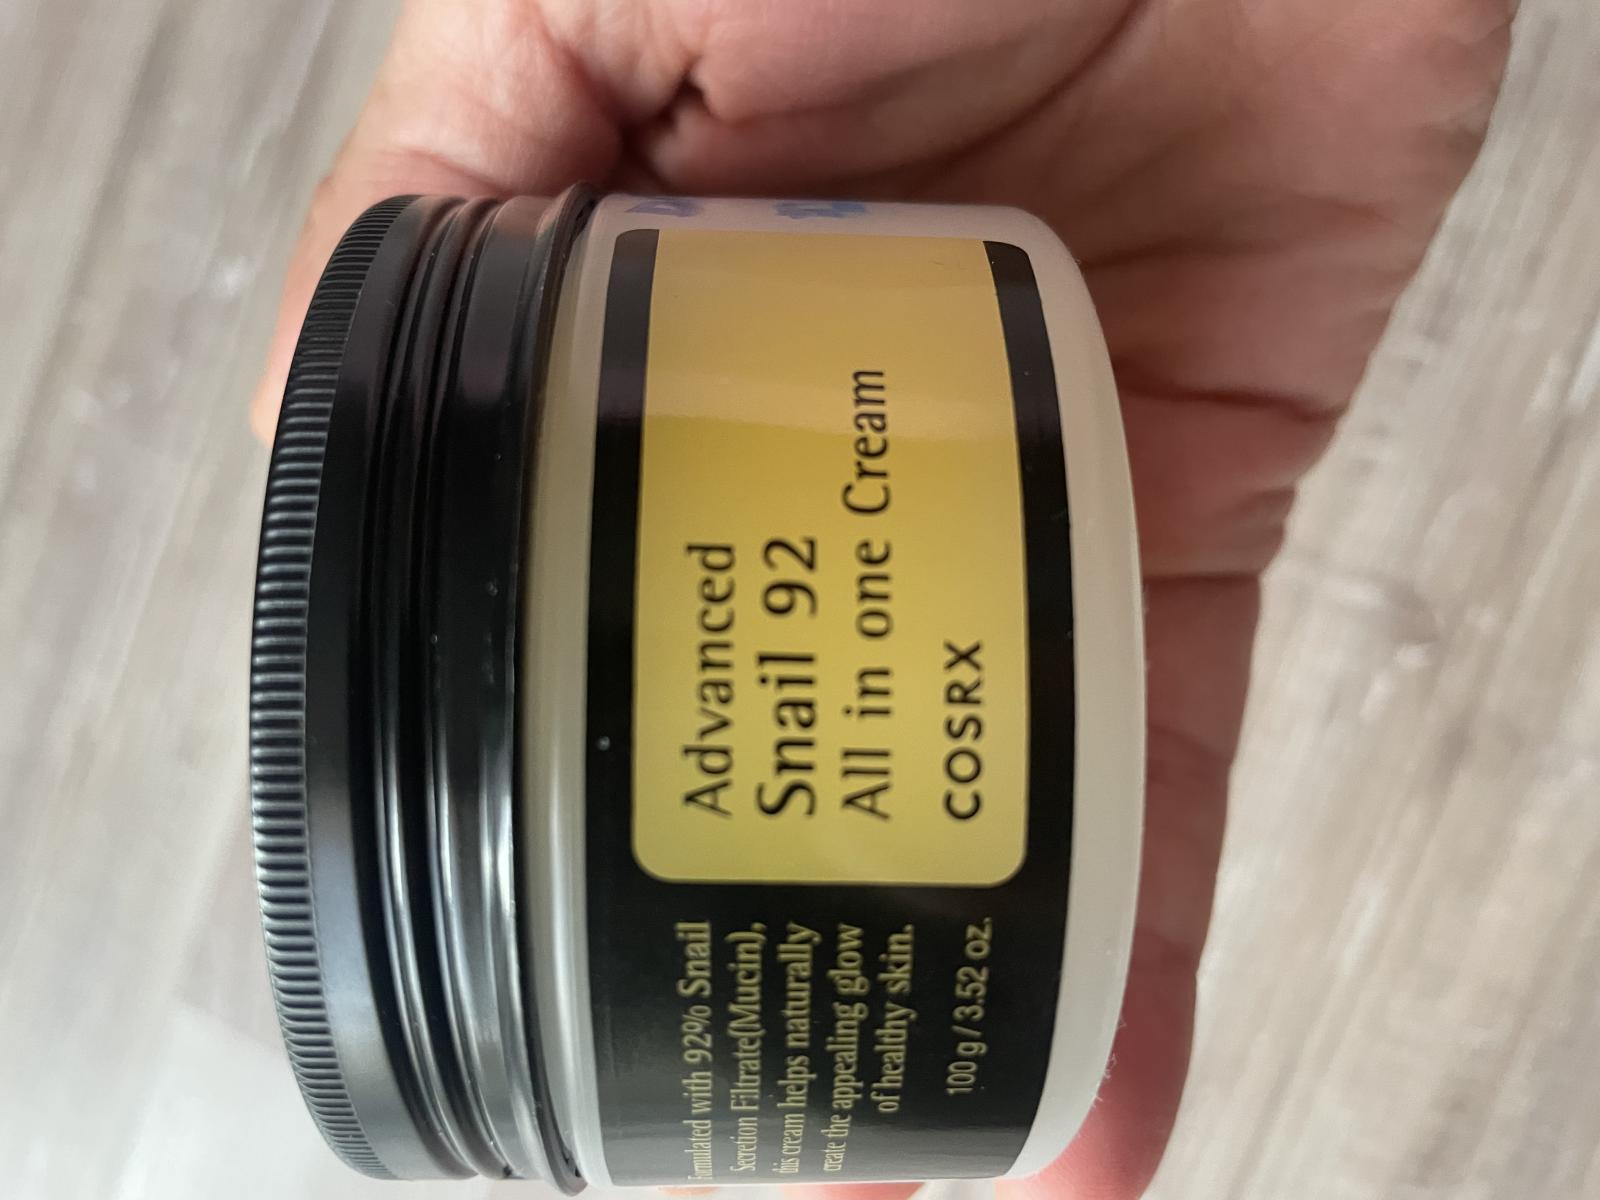 Advanced
Snail 92
All in one Cream
COSRX
Formulated with 92% Snail
Secretion Filtrate(Mucin),
this cream helps naturally
create the appealing glow
of healthy skin.
100 g / 3.52 oz.